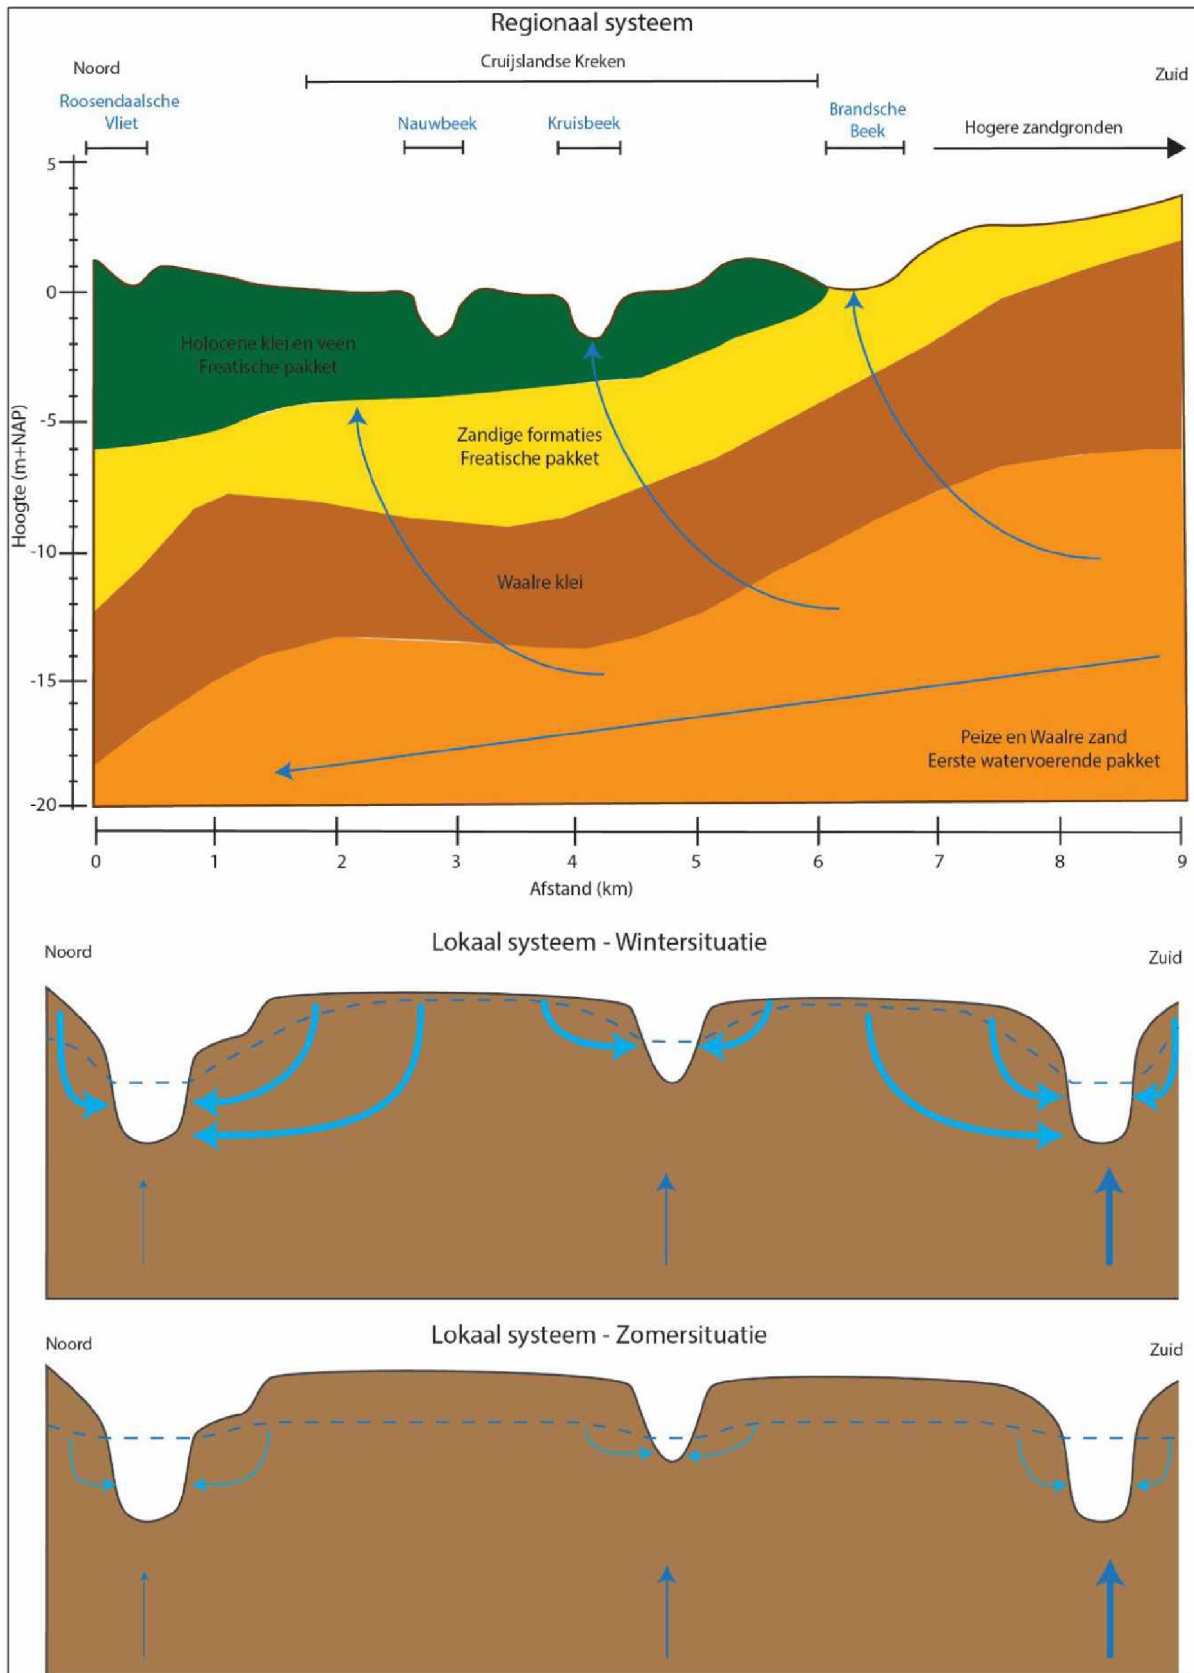 Regionaal systeem
Cruijslandse Kreken
Noord
Zuid
Roosendaalsche
Vliet
Nauwbeek
Kruisbeek
Brandsche
Beek
Hogere zandgronden
5
0
-5
-10
-15
-20
Hoogte (m+NAP)
Holocene klei en veen
Freatische pakket
Zandige formaties
Freatische pakket
Waalre klei
Peize en Waalre zand
Eerste watervoerende pakket
0 1 2 3 4 5 6 7 8 9
Afstand (km)
Lokaal systeem - Wintersituatie
Noord
Zuid
Lokaal systeem - Zomersituatie
Noord
Zuid